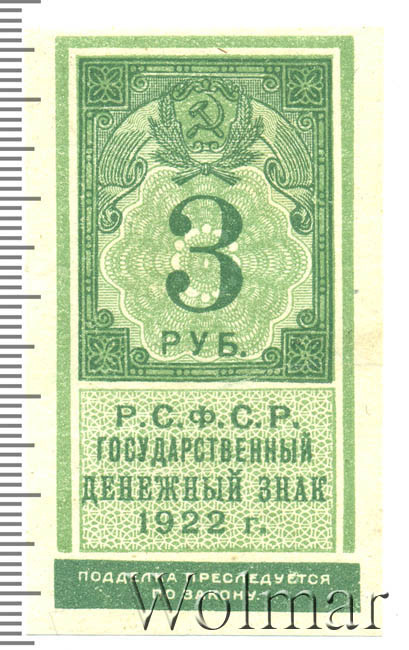 3
РУБ.
Р.С.Ф.С.Р.
ГОСУДАРСТВЕННЫЙ
ДЕНЕЖНЫЙ ЗНАК
1922 г.
ПОДДЕЛКА ПРЕСЛЕДУЕТСЯ
ПО ЗАКОНУ.
Wolmar